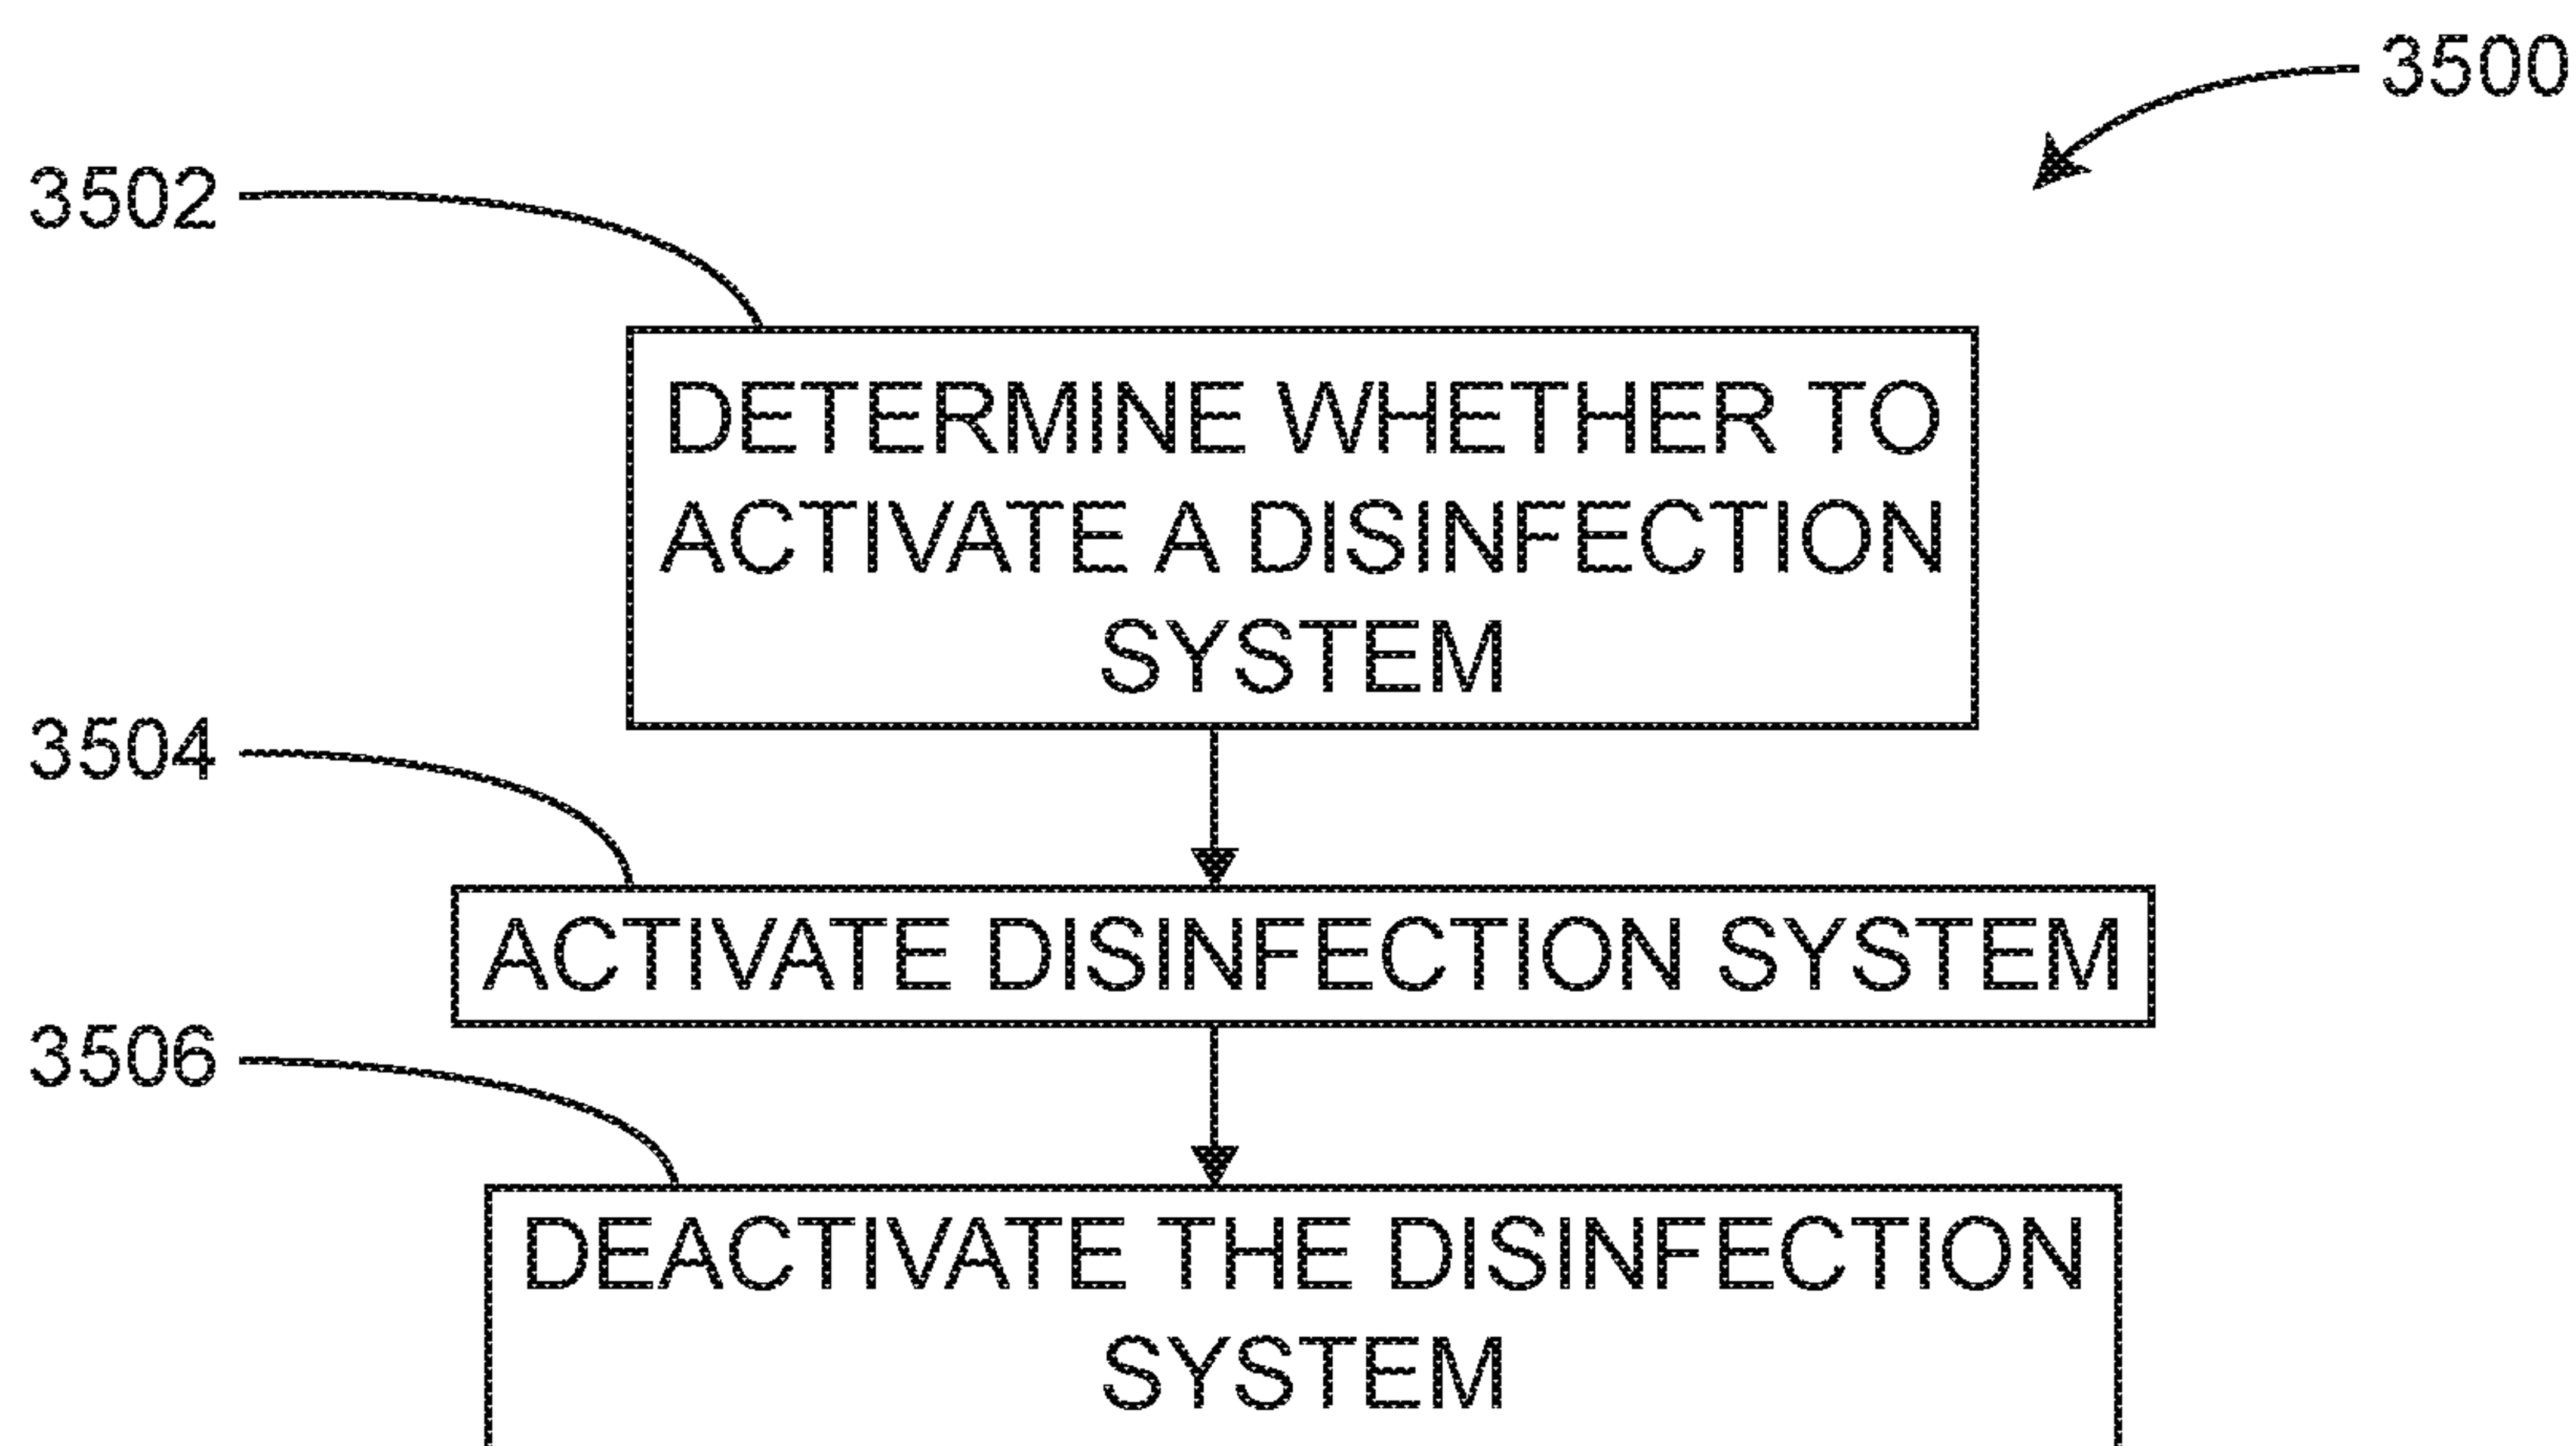 3500
3502
DETERMINE WHETHER TO
ACTIVATE A DISINFECTION
SYSTEM
3504
ACTIVATE DISINFECTION SYSTEM
3506
DEACTIVATE THE DISINFECTION
SYSTEM